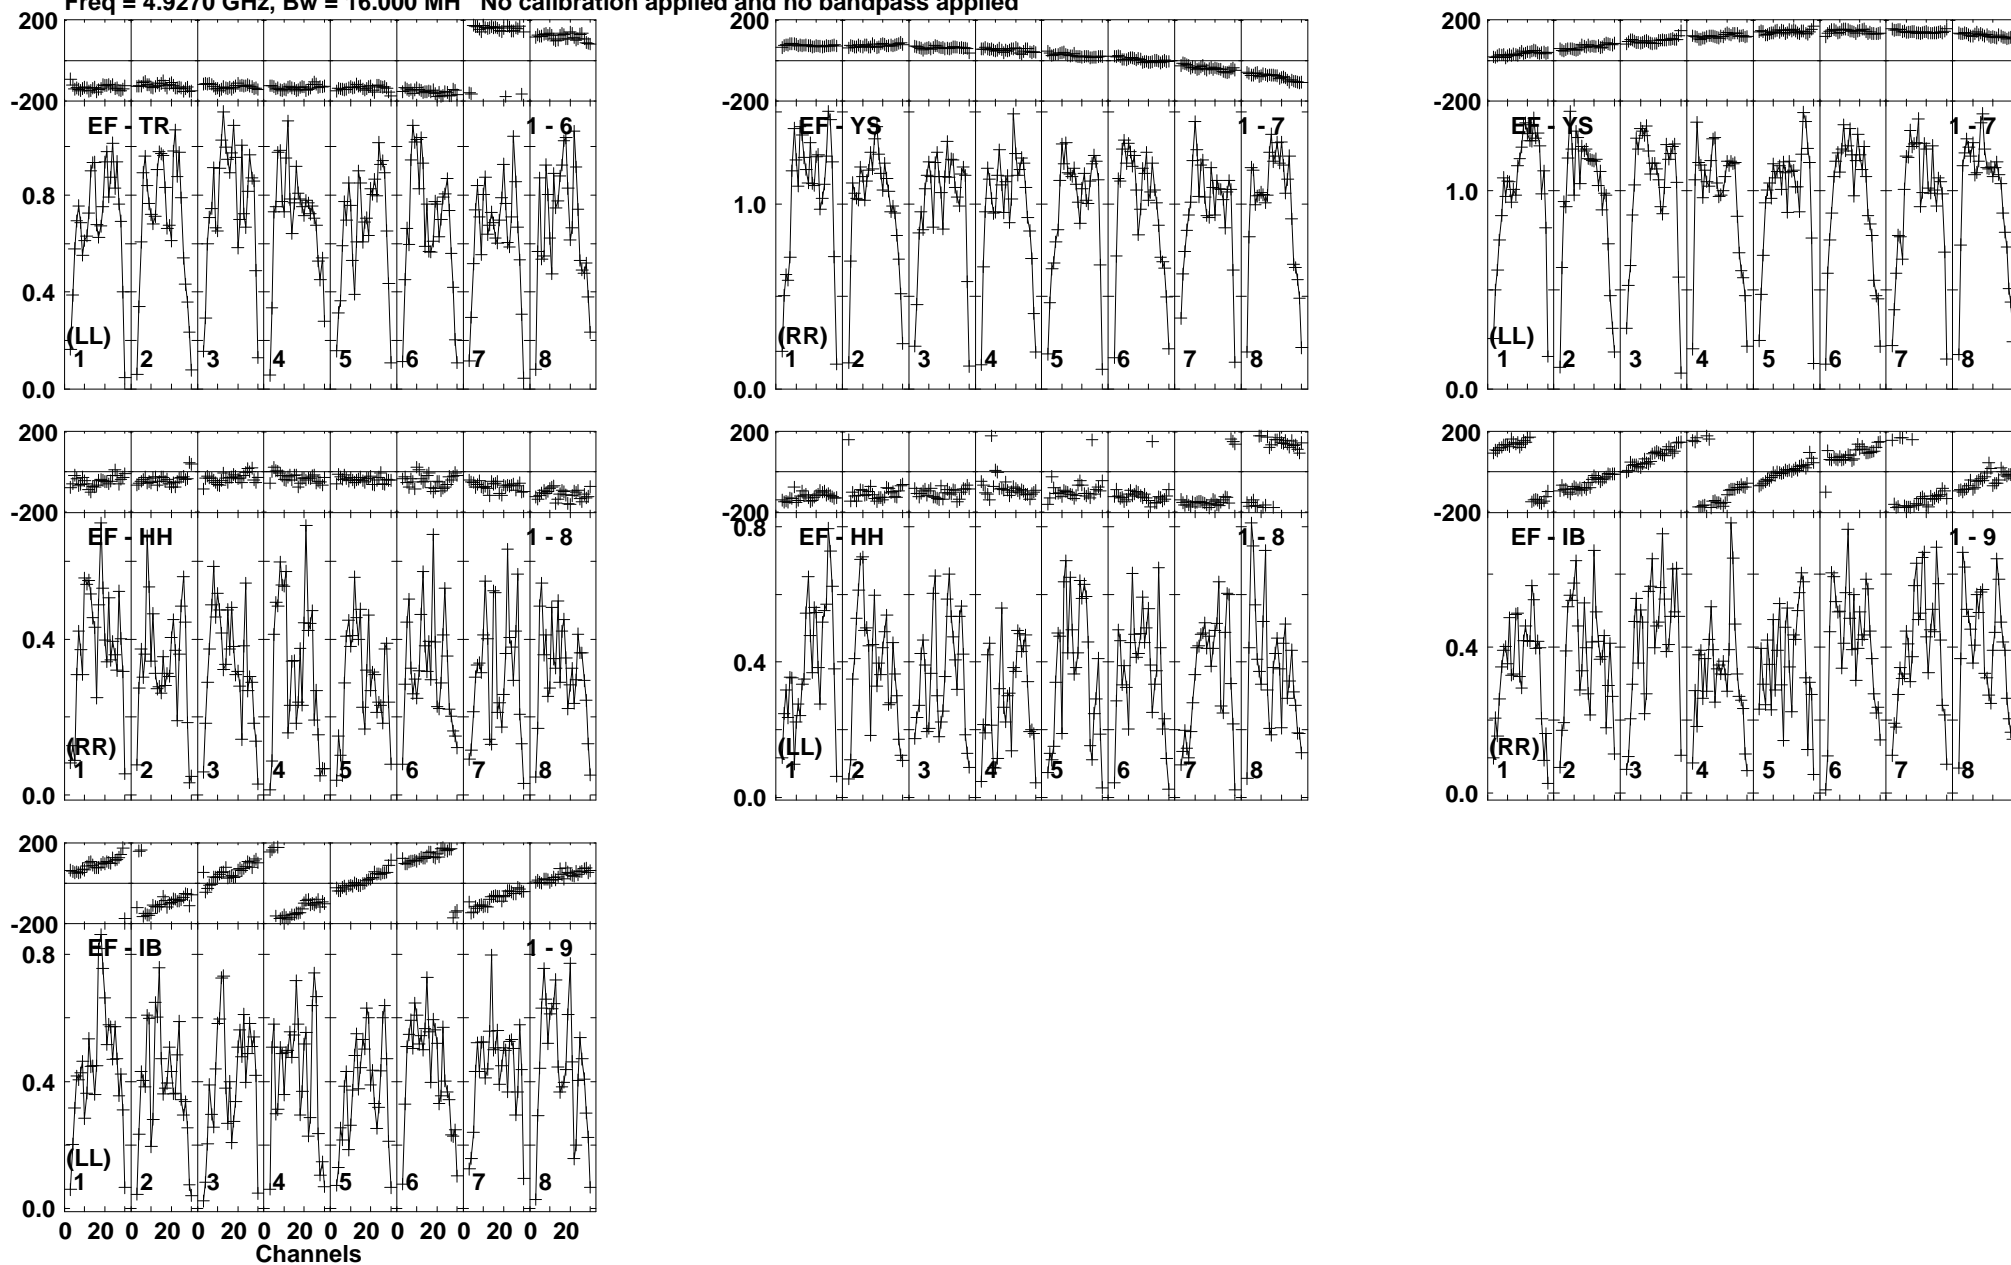 Freq = 4.9270 GHz, Bw = 16.000 MH No calibration applied and no bandpass applied
200 200 200
-200 -200 -200
EF - TR 1 - 6 EF - YS 1 - 7 EF - YS 1 - 7
0.8 1.0 1.0
0.4
(LL) (RR) (LL)
1 2 3 4 5 6 7 8 1 2 3 4 5 6 7 8 1 2 3 4 5 6 7 8
0.0 0.0 0.0
200 200 200
-200 -200 -200
0.8
EF - HH 1 - 8 EF - HH 1 - 8 EF - IB 1 - 9
0.4 0.4 0.4
(RR) (LL) (RR)
1 2 3 4 5 6 7 8 1 2 3 4 5 6 7 8 1 2 3 4 5 6 7 8
0.0 0.0 0.0
200
-200
EF - IB 1 - 9
0.8
0.4
(LL)
1 2 3 4 5 6 7 8
0.0
0 20 0 20 0 20 0 20 0 20 0 20 0 20 0 20
Channels